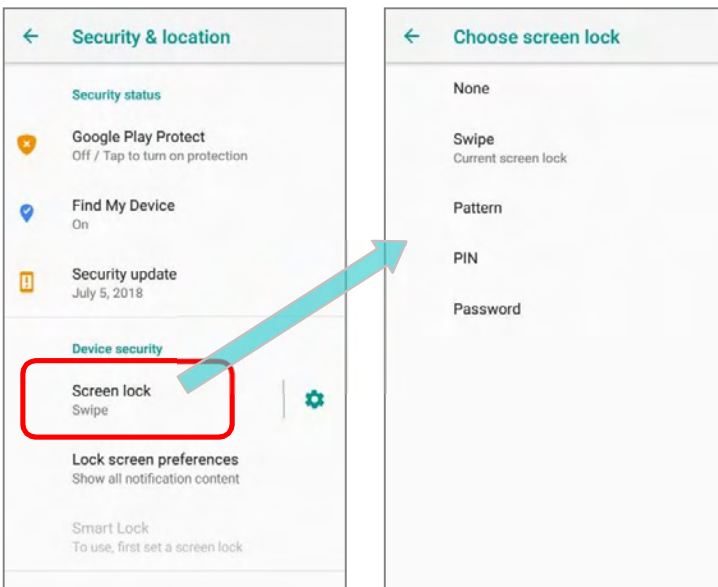 Security & location
Security status
Google Play Protect
Off / Tap to turn on protection
Find My Device
On
Security update
July 5, 2018
Device security
Screen lock
Swipe
Lock screen preferences
Show all notification content
Smart Lock
To use, first set a screen lock
Choose screen lock
None
Swipe
Current screen lock
Pattern
PIN
Password